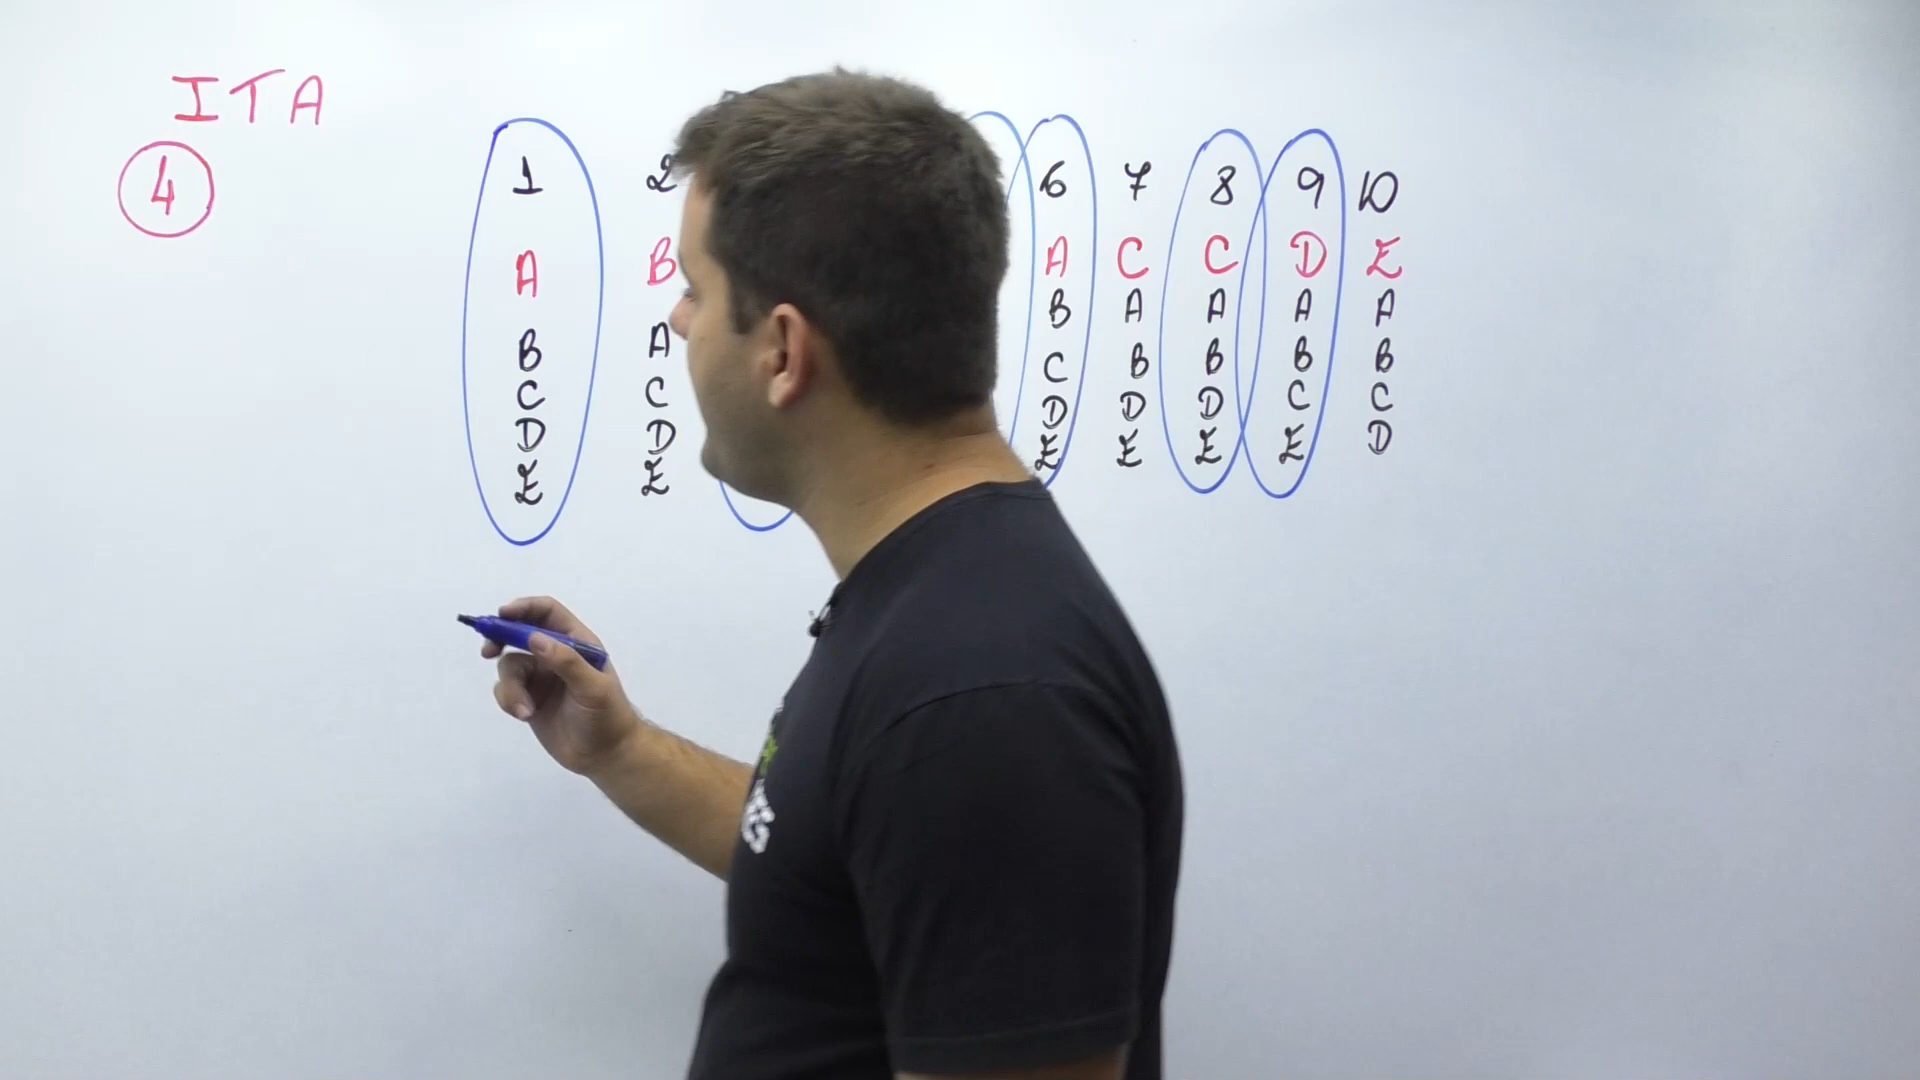 ITA
4
1 2 6 7 8 9 10
A B A C C D E
B A B A A A A
C C C B B B B
D D D D D C C
E E E E E E D